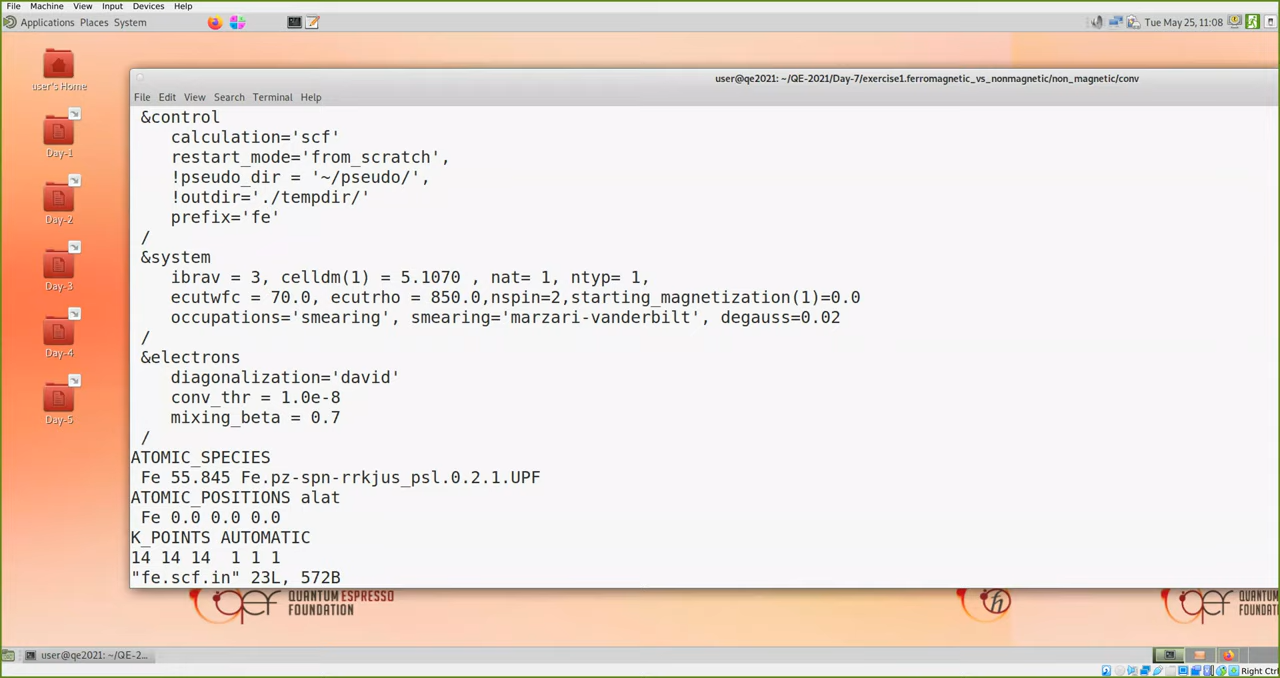 File Machine View Input Devices Help
Applications Places System
Tue May 25, 11:08
user's Home
Day-1
Day-2
Day-3
Day-4
Day-5
user@qe2021: ~/QE-2021/Day-7/exercise1.ferromagnetic_vs_nonmagnetic/non_magnetic/conv
File Edit View Search Terminal Help
&control
calculation='scf'
restart_mode='from_scratch',
!pseudo_dir = '~/pseudo/',
!outdir='./tempdir/'
prefix='fe'
/
&system
ibrav = 3, celldm(1) = 5.1070 , nat= 1, ntyp= 1,
ecutwfc = 70.0, ecutrho = 850.0,nspin=2,starting_magnetization(1)=0.0
occupations='smearing', smearing='marzari-vanderbilt', degauss=0.02
/
&electrons
diagonalization='david'
conv_thr = 1.0e-8
mixing_beta = 0.7
/
ATOMIC_SPECIES
Fe 55.845 Fe.pz-spn-rrkjus_psl.0.2.1.UPF
ATOMIC_POSITIONS alat
Fe 0.0 0.0 0.0
K_POINTS AUTOMATIC
14 14 14 1 1 1
"fe.scf.in" 23L, 572B
QUANTUM ESPRESSO
FOUNDATION
QUANTUM
FOUND
user@qe2021: ~/QE-2...
Right Ctrl